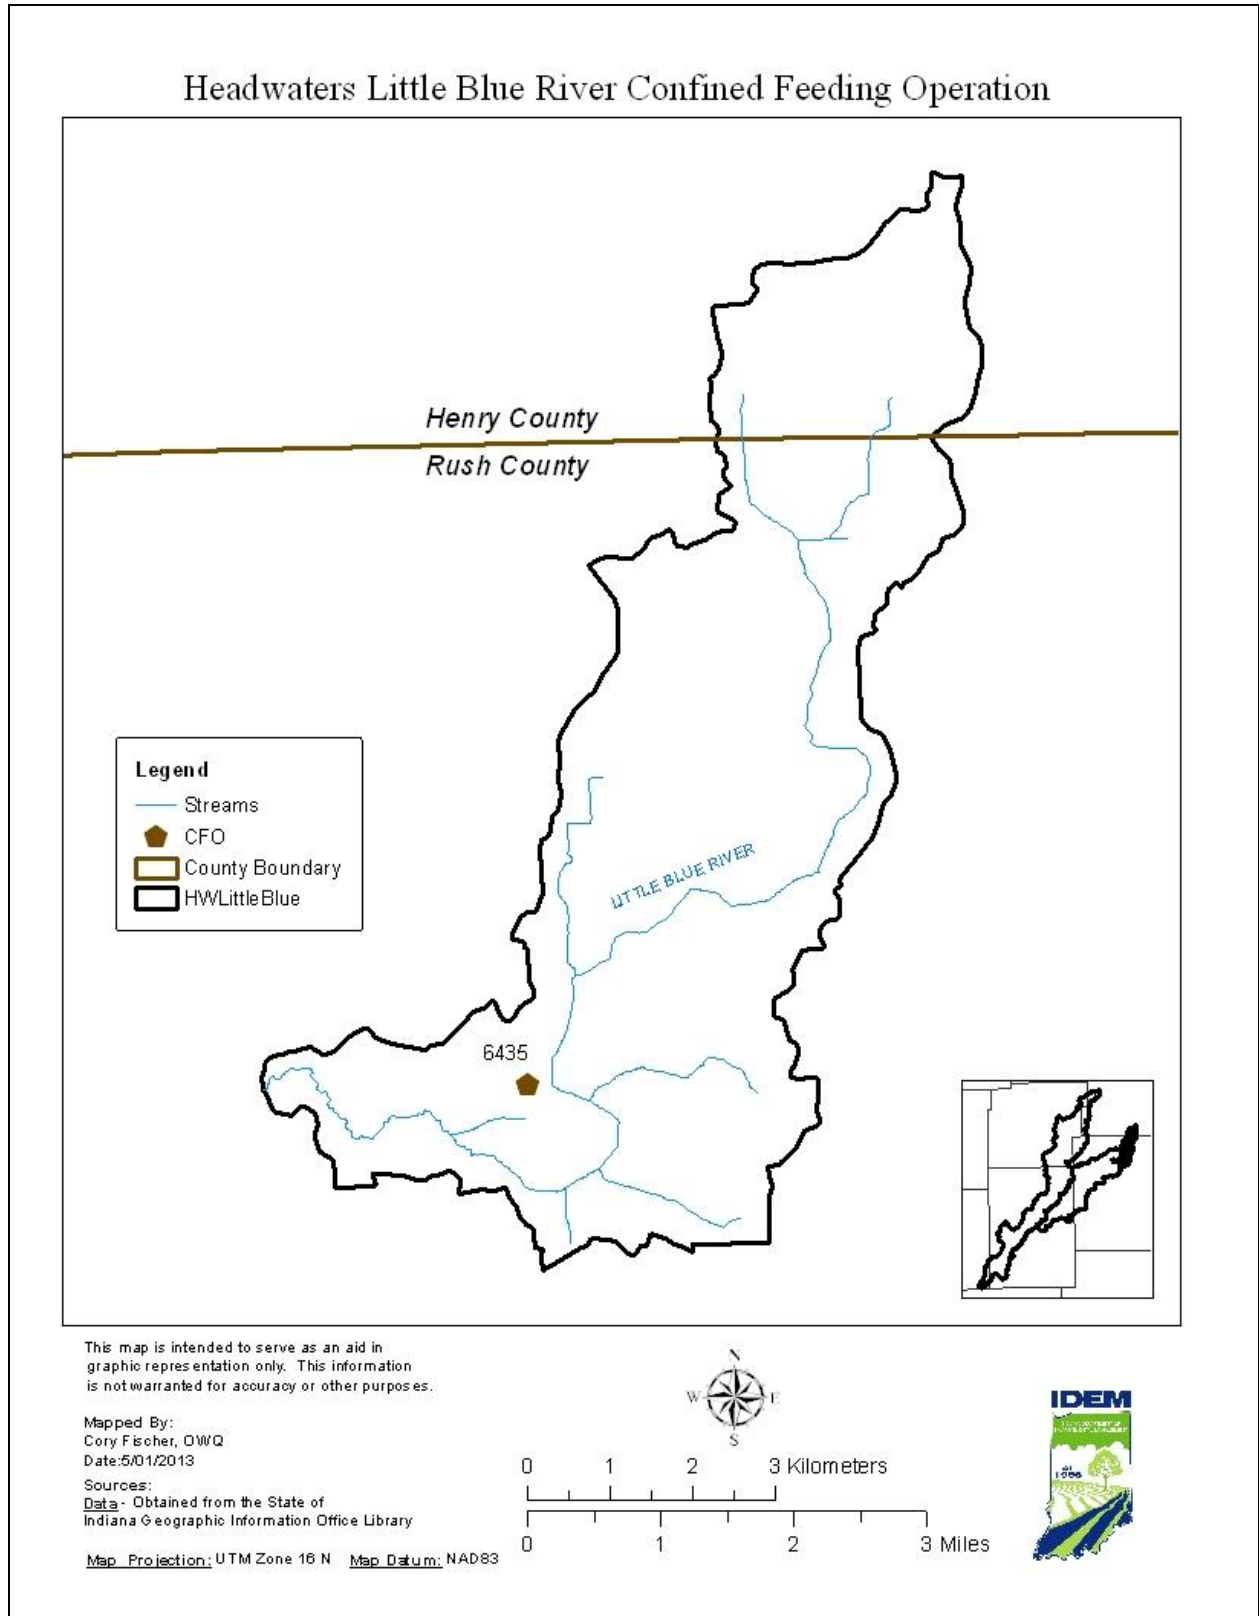 Headwaters Little Blue River Confined Feeding Operation
Henry County
Rush County
Legend
Streams
CFO
County Boundary
HWLittleBlue
LITTLE BLUE RIVER
6435
This map is intended to serve as an aid in
graphic representation only. This information
is not warranted for accuracy or other purposes.
Mapped By:
Cory Fischer, OWQ
Date:5/01/2013
Sources:
Data - Obtained from the State of
Indiana Geographic Information Office Library
Map Projection: UTM Zone 16 N Map Datum: NAD83
N
W E
S
0 1 2 3 Kilometers
0 1 2 3 Miles
IDEM